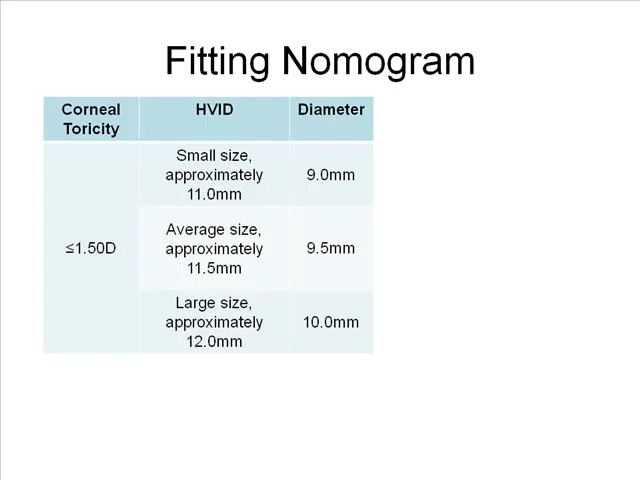 Fitting Nomogram
Corneal
Toricity
HVID
Diameter
≤1.50D
Small size,
approximately
11.0mm
9.0mm
Average size,
approximately
11.5mm
9.5mm
Large size,
approximately
12.0mm
10.0mm